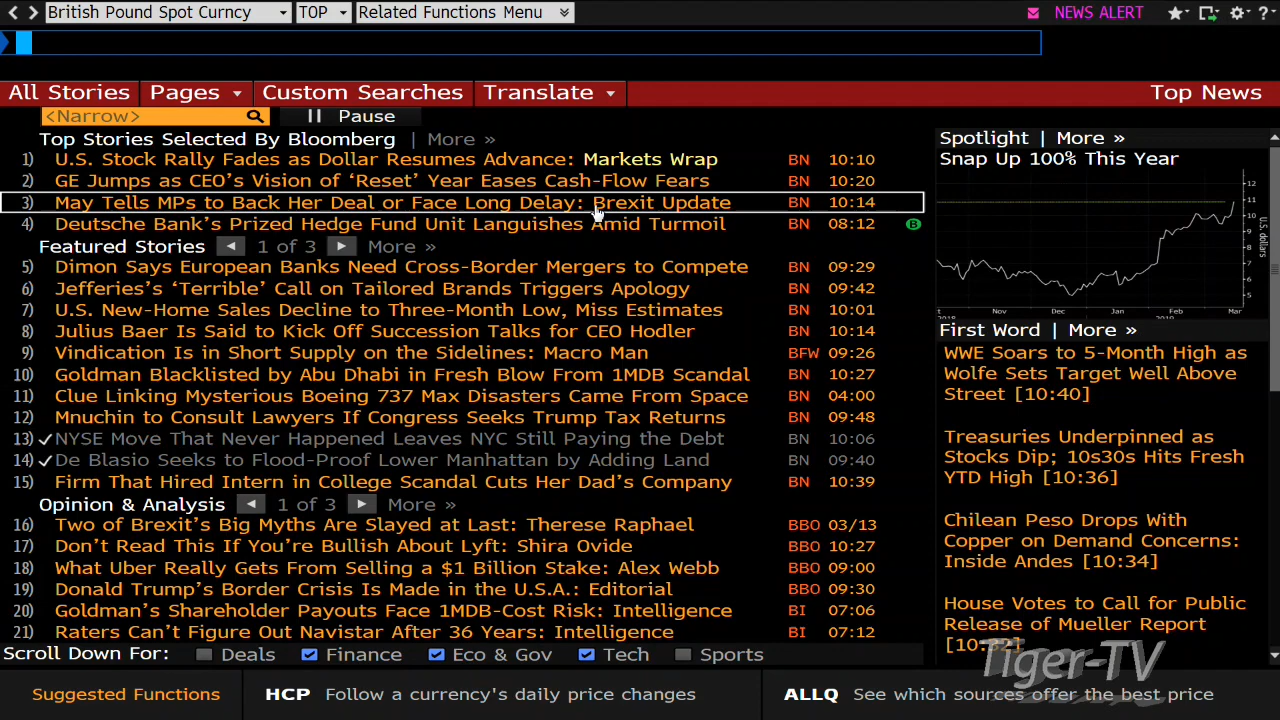 British Pound Spot Curncy TOP Related Functions Menu NEWS ALERT ?
All Stories Pages Custom Searches Translate Top News
<Narrow> Pause
Top Stories Selected By Bloomberg | More »
1) U.S. Stock Rally Fades as Dollar Resumes Advance: Markets Wrap BN 10:10
2) GE Jumps as CEO's Vision of 'Reset' Year Eases Cash-Flow Fears BN 10:20
3) May Tells MPs to Back Her Deal or Face Long Delay: Brexit Update BN 10:14
4) Deutsche Bank's Prized Hedge Fund Unit Languishes Amid Turmoil BN 08:12 B
Featured Stories 1 of 3 More »
5) Dimon Says European Banks Need Cross-Border Mergers to Compete BN 09:29
6) Jefferies's 'Terrible' Call on Tailored Brands Triggers Apology BN 09:42
7) U.S. New-Home Sales Decline to Three-Month Low, Miss Estimates BN 10:01
8) Julius Baer Is Said to Kick Off Succession Talks for CEO Hodler BN 10:14
9) Vindication Is in Short Supply on the Sidelines: Macro Man BFW 09:26
10) Goldman Blacklisted by Abu Dhabi in Fresh Blow From 1MDB Scandal BN 10:27
11) Clue Linking Mysterious Boeing 737 Max Disasters Came From Space BN 04:00
12) Mnuchin to Consult Lawyers If Congress Seeks Trump Tax Returns BN 09:48
13) NYSE Move That Never Happened Leaves NYC Still Paying the Debt BN 10:06
14) De Blasio Seeks to Flood-Proof Lower Manhattan by Adding Land BN 09:40
15) Firm That Hired Intern in College Scandal Cuts Her Dad's Company BN 10:39
Opinion & Analysis 1 of 3 More »
16) Two of Brexit's Big Myths Are Slayed at Last: Therese Raphael BBO 03/13
17) Don't Read This If You're Bullish About Lyft: Shira Ovide BBO 10:27
18) What Uber Really Gets From Selling a $1 Billion Stake: Alex Webb BBO 09:00
19) Donald Trump's Border Crisis Is Made in the U.S.A.: Editorial BBO 09:30
20) Goldman's Shareholder Payouts Face 1MDB-Cost Risk: Intelligence BI 07:06
21) Raters Can't Figure Out Navistar After 36 Years: Intelligence BI 07:12
Scroll Down For: Deals Finance Eco & Gov Tech Sports
Spotlight | More »
Snap Up 100% This Year
12
11
10
9
8
7
6
5
U.S. dollars
Nov Dec Jan Feb Mar
First Word | More »
WWE Soars to 5-Month High as
Wolfe Sets Target Well Above
Street [10:40]
Treasuries Underpinned as
Stocks Dip; 10s30s Hits Fresh
YTD High [10:36]
Chilean Peso Drops With
Copper on Demand Concerns:
Inside Andes [10:34]
House Votes to Call for Public
Release of Mueller Report
[10:32]
Tiger-TV
Suggested Functions HCP Follow a currency's daily price changes ALLQ See which sources offer the best price